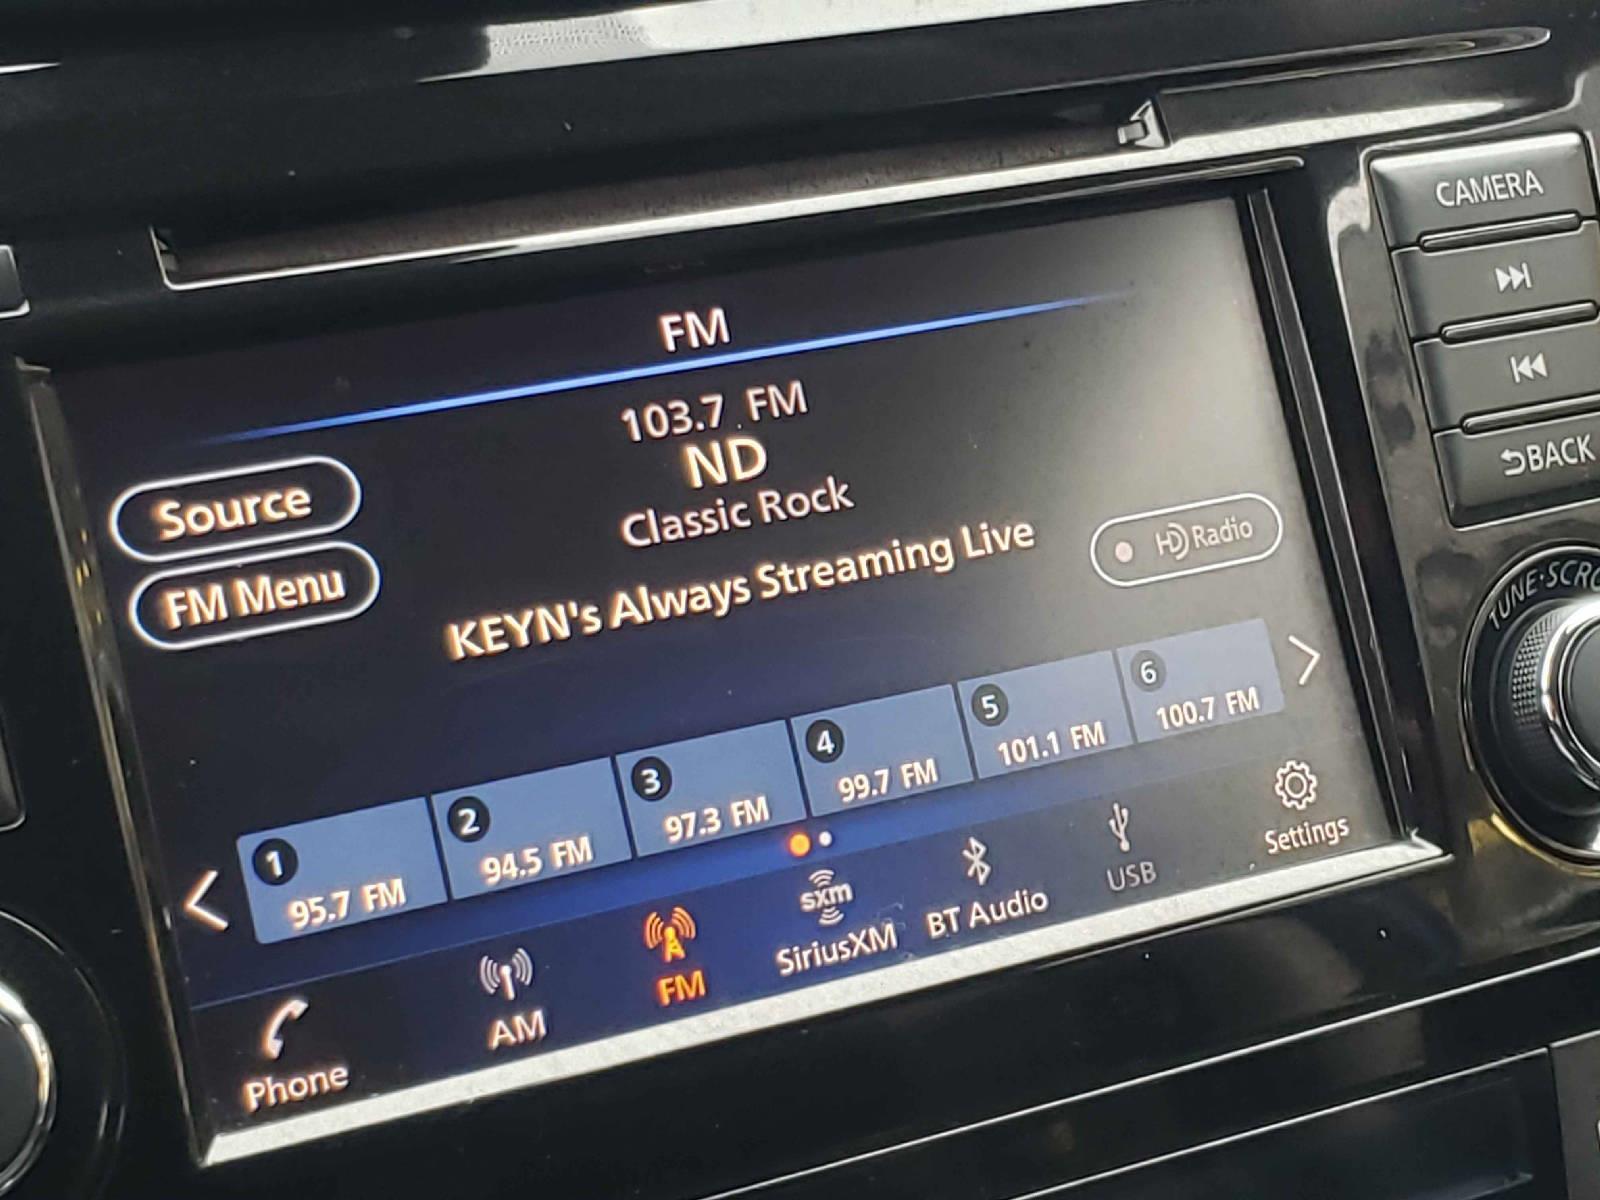 CAMERA
BACK
TUNE·SCRO
FM
103.7 FM
ND
Classic Rock
KEYN's Always Streaming Live
Source
FM Menu
HD Radio
1
95.7 FM
2
94.5 FM
3
97.3 FM
4
99.7 FM
5
101.1 FM
6
100.7 FM
Phone
AM
FM
sxm
SiriusXM
BT Audio
USB
Settings